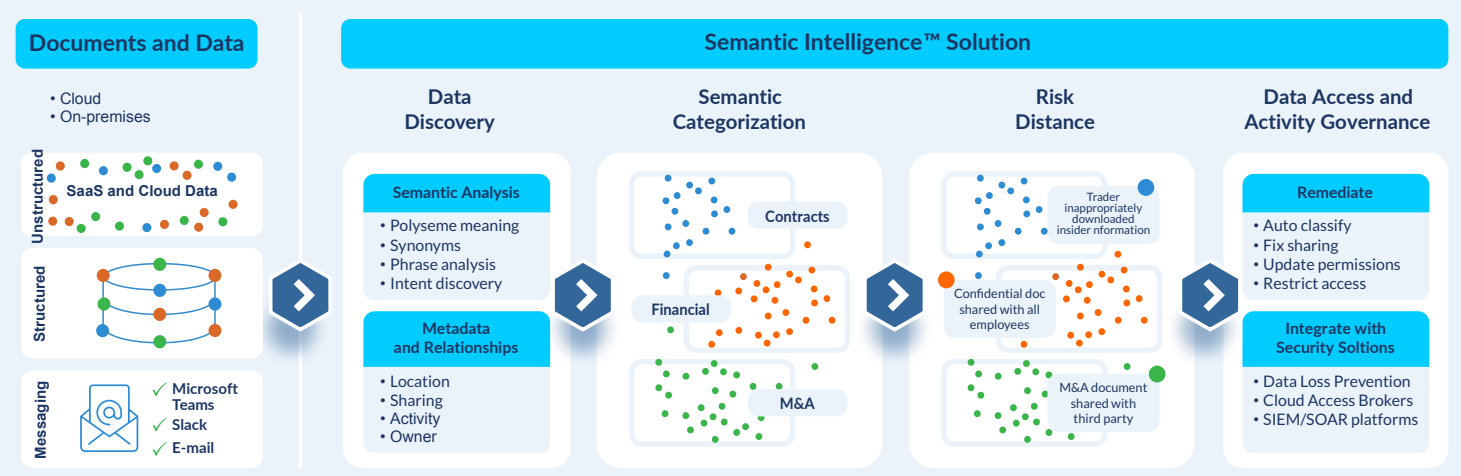 Documents and Data
• Cloud
• On-premises
Unstructured
SaaS and Cloud Data
Structured
Messaging
Microsoft
Teams
Slack
E-mail
Semantic Intelligence™ Solution
Data
Discovery
Semantic Analysis
• Polyseme meaning
• Synonyms
• Phrase analysis
• Intent discovery
Metadata
and Relationships
• Location
• Sharing
• Activity
• Owner
Semantic
Categorization
Contracts
Financial
M&A
Risk
Distance
Trader
inappropriately
downloaded
insider nformation
Confidential doc
shared with all
employees
M&A document
shared with
third party
Data Access and
Activity Governance
Remediate
• Auto classify
• Fix sharing
• Update permissions
• Restrict access
Integrate with
Security Soltions
• Data Loss Prevention
• Cloud Access Brokers
• SIEM/SOAR platforms